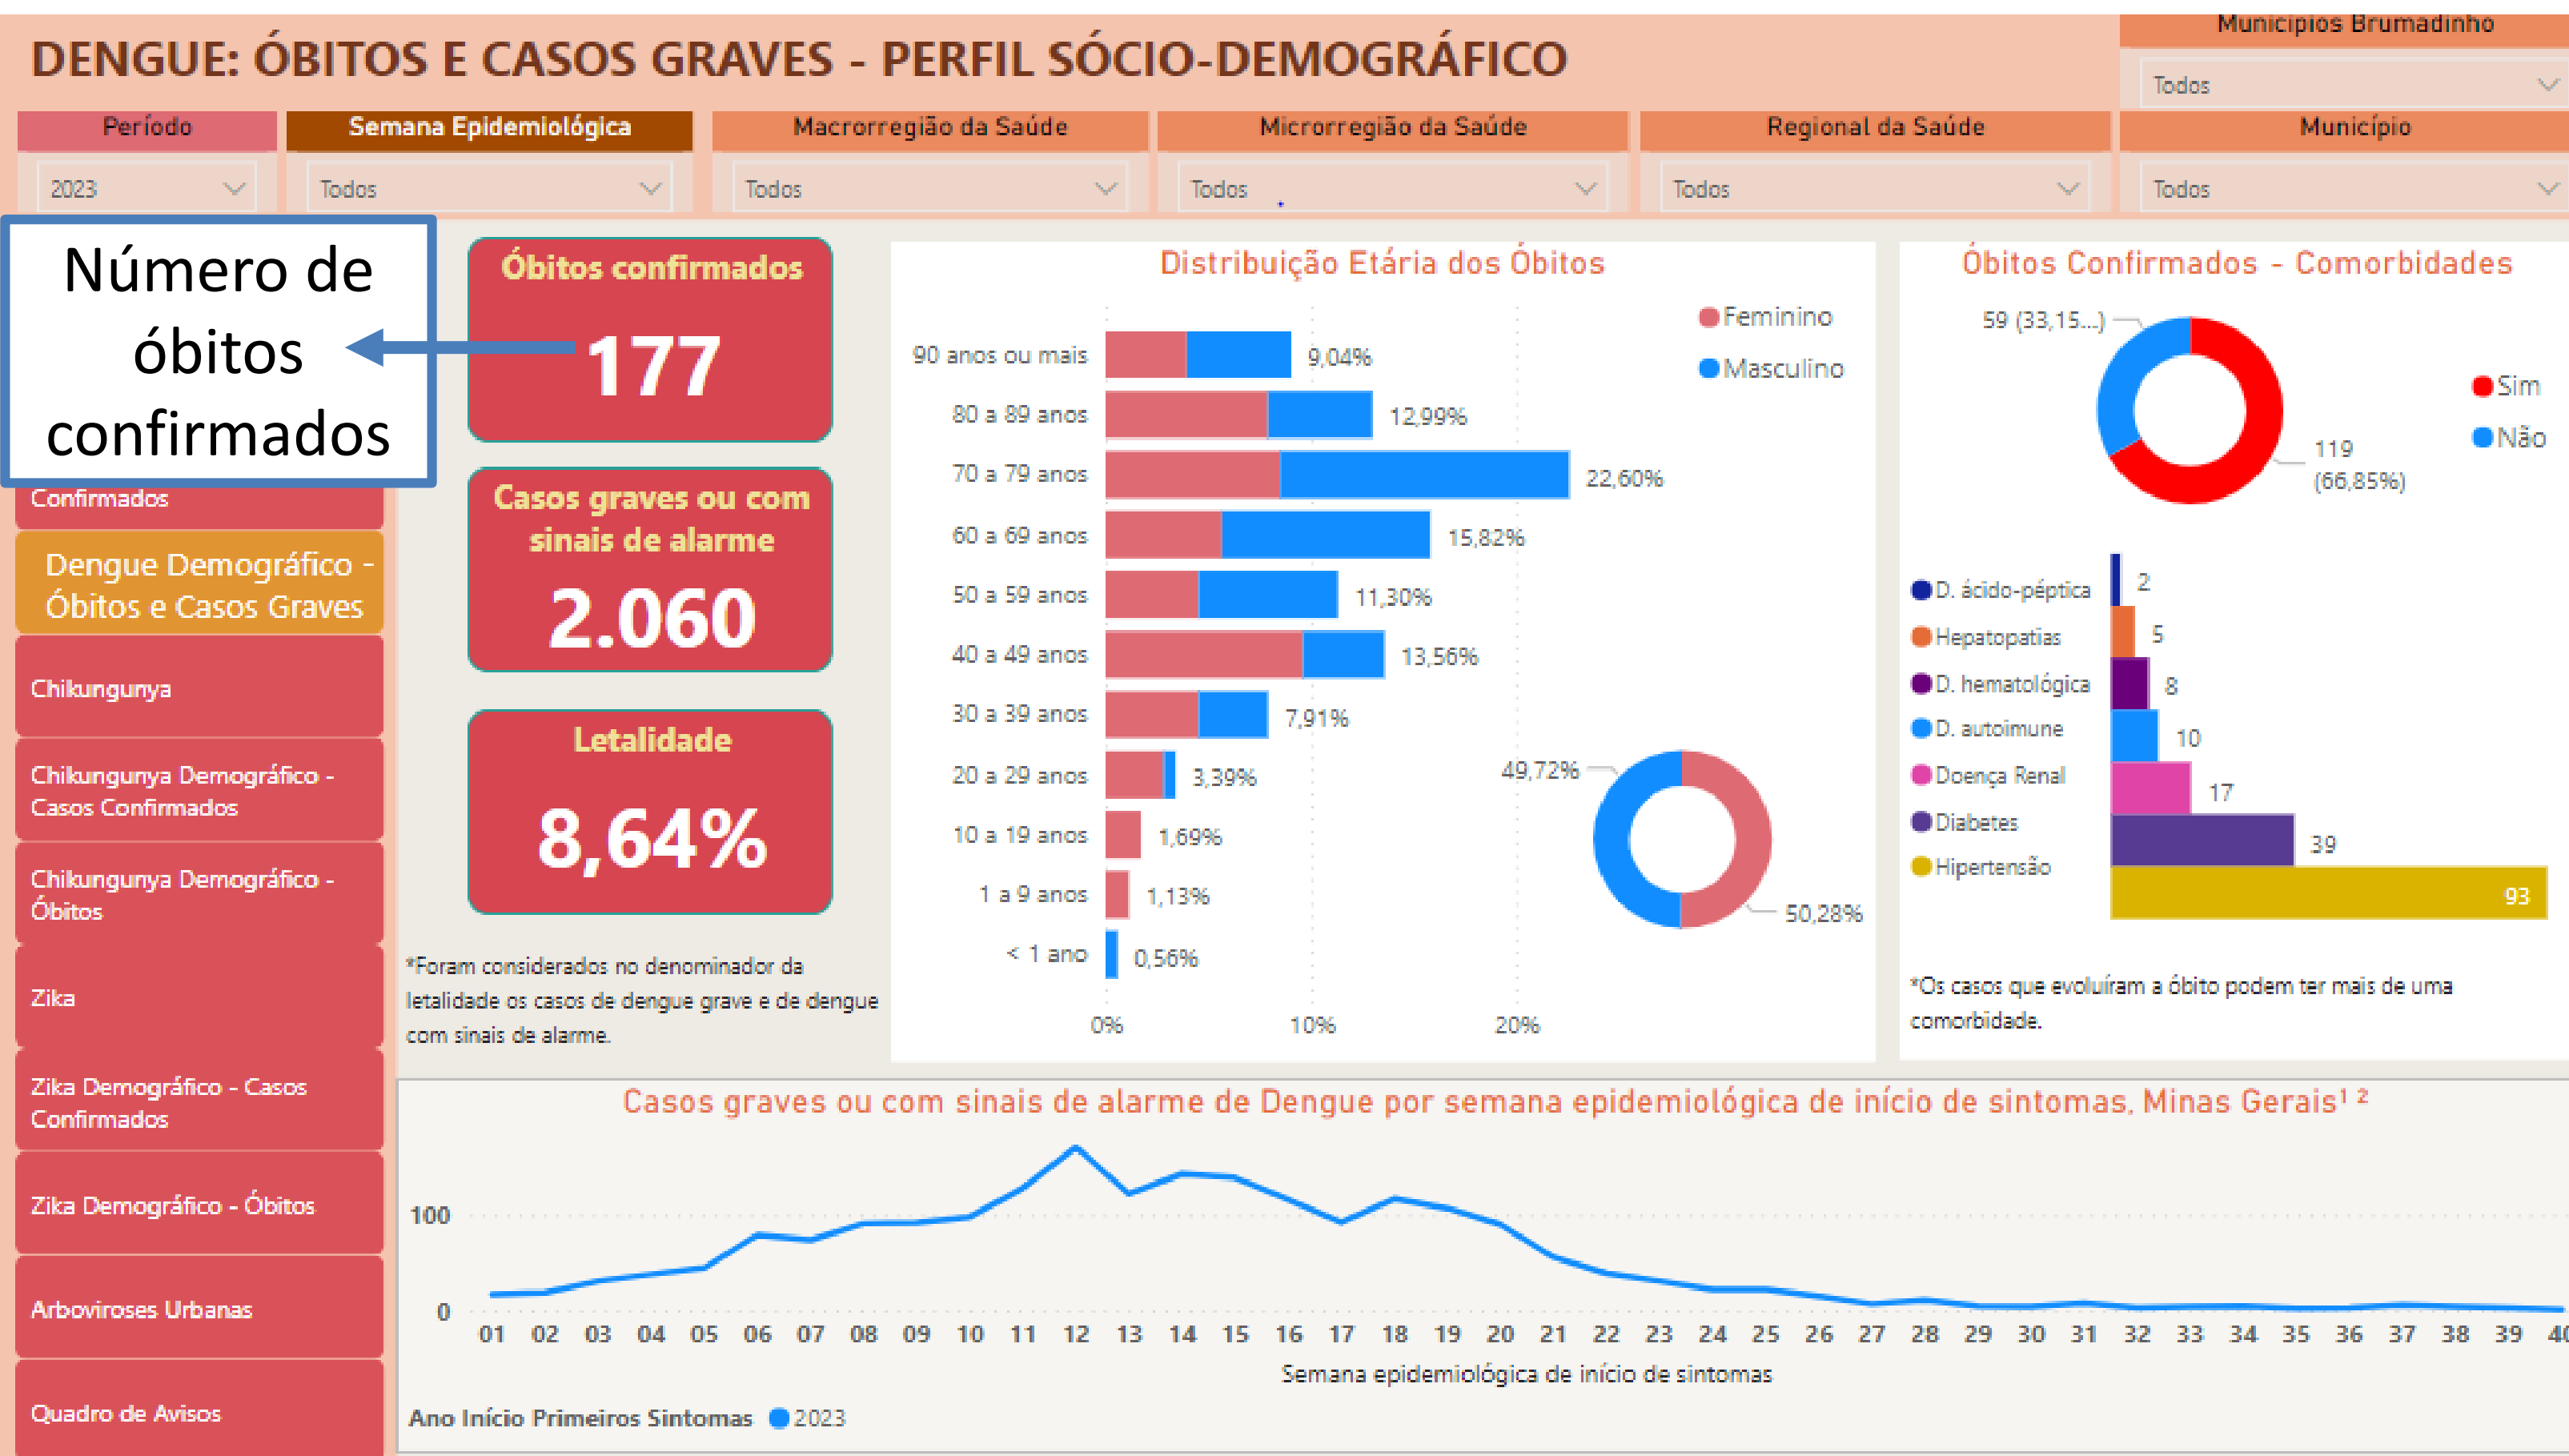 DENGUE: ÓBITOS E CASOS GRAVES - PERFIL SÓCIO-DEMOGRÁFICO
Municípios Brumadinho
Todos
Período
Semana Epidemiológica
Macrorregião da Saúde
Microrregião da Saúde
Regional da Saúde
Município
2023
Todos
Todos
Todos
Todos
Todos
Número de
óbitos
confirmados
Confirmados
Dengue Demográfico -
Óbitos e Casos Graves
Chikungunya
Chikungunya Demográfico -
Casos Confirmados
Chikungunya Demográfico -
Óbitos
Zika
Zika Demográfico - Casos
Confirmados
Zika Demográfico - Óbitos
Arboviroses Urbanas
Quadro de Avisos
Óbitos confirmados
177
Casos graves ou com
sinais de alarme
2.060
Letalidade
8,64%
*Foram considerados no denominador da
letalidade os casos de dengue grave e de dengue
com sinais de alarme.
Distribuição Etária dos Óbitos
Feminino
Masculino
90 anos ou mais 9,04%
80 a 89 anos 12,99%
70 a 79 anos 22,60%
60 a 69 anos 15,82%
50 a 59 anos 11,30%
40 a 49 anos 13,56%
30 a 39 anos 7,91%
20 a 29 anos 3,39%
10 a 19 anos 1,69%
1 a 9 anos 1,13%
< 1 ano 0,56%
0% 10% 20%
49,72%
50,28%
Óbitos Confirmados - Comorbidades
59 (33,15...)
Sim
Não
119
(66,85%)
D. ácido-péptica
Hepatopatias
D. hematológica
D. autoimune
Doença Renal
Diabetes
Hipertensão
2
5
8
10
17
39
93
*Os casos que evoluíram a óbito podem ter mais de uma
comorbidade.
Casos graves ou com sinais de alarme de Dengue por semana epidemiológica de início de sintomas, Minas Gerais¹ ²
100
0
01 02 03 04 05 06 07 08 09 10 11 12 13 14 15 16 17 18 19 20 21 22 23 24 25 26 27 28 29 30 31 32 33 34 35 36 37 38 39 40
Semana epidemiológica de início de sintomas
Ano Início Primeiros Sintomas 2023